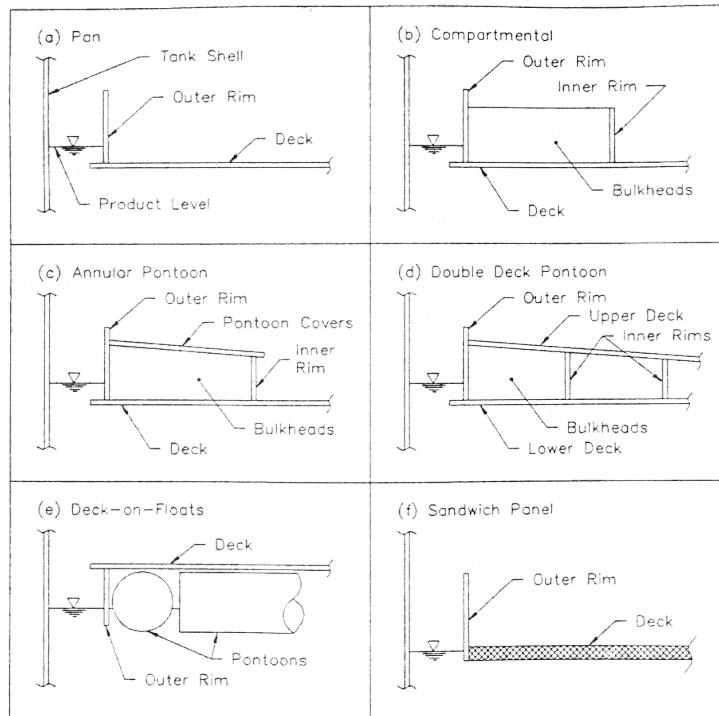 (a) Pan
Tank Shell
Outer Rim
Deck
Product Level
(b) Compartmental
Outer Rim
Inner Rim
Bulkheads
Deck
(c) Annular Pontoon
Outer Rim
Pontoon Covers
Inner
Rim
Bulkheads
Deck
(d) Double Deck Pontoon
Outer Rim
Upper Deck
Inner Rims
Bulkheads
Lower Deck
(e) Deck-on-Floats
Deck
Pontoons
Outer Rim
(f) Sandwich Panel
Outer Rim
Deck